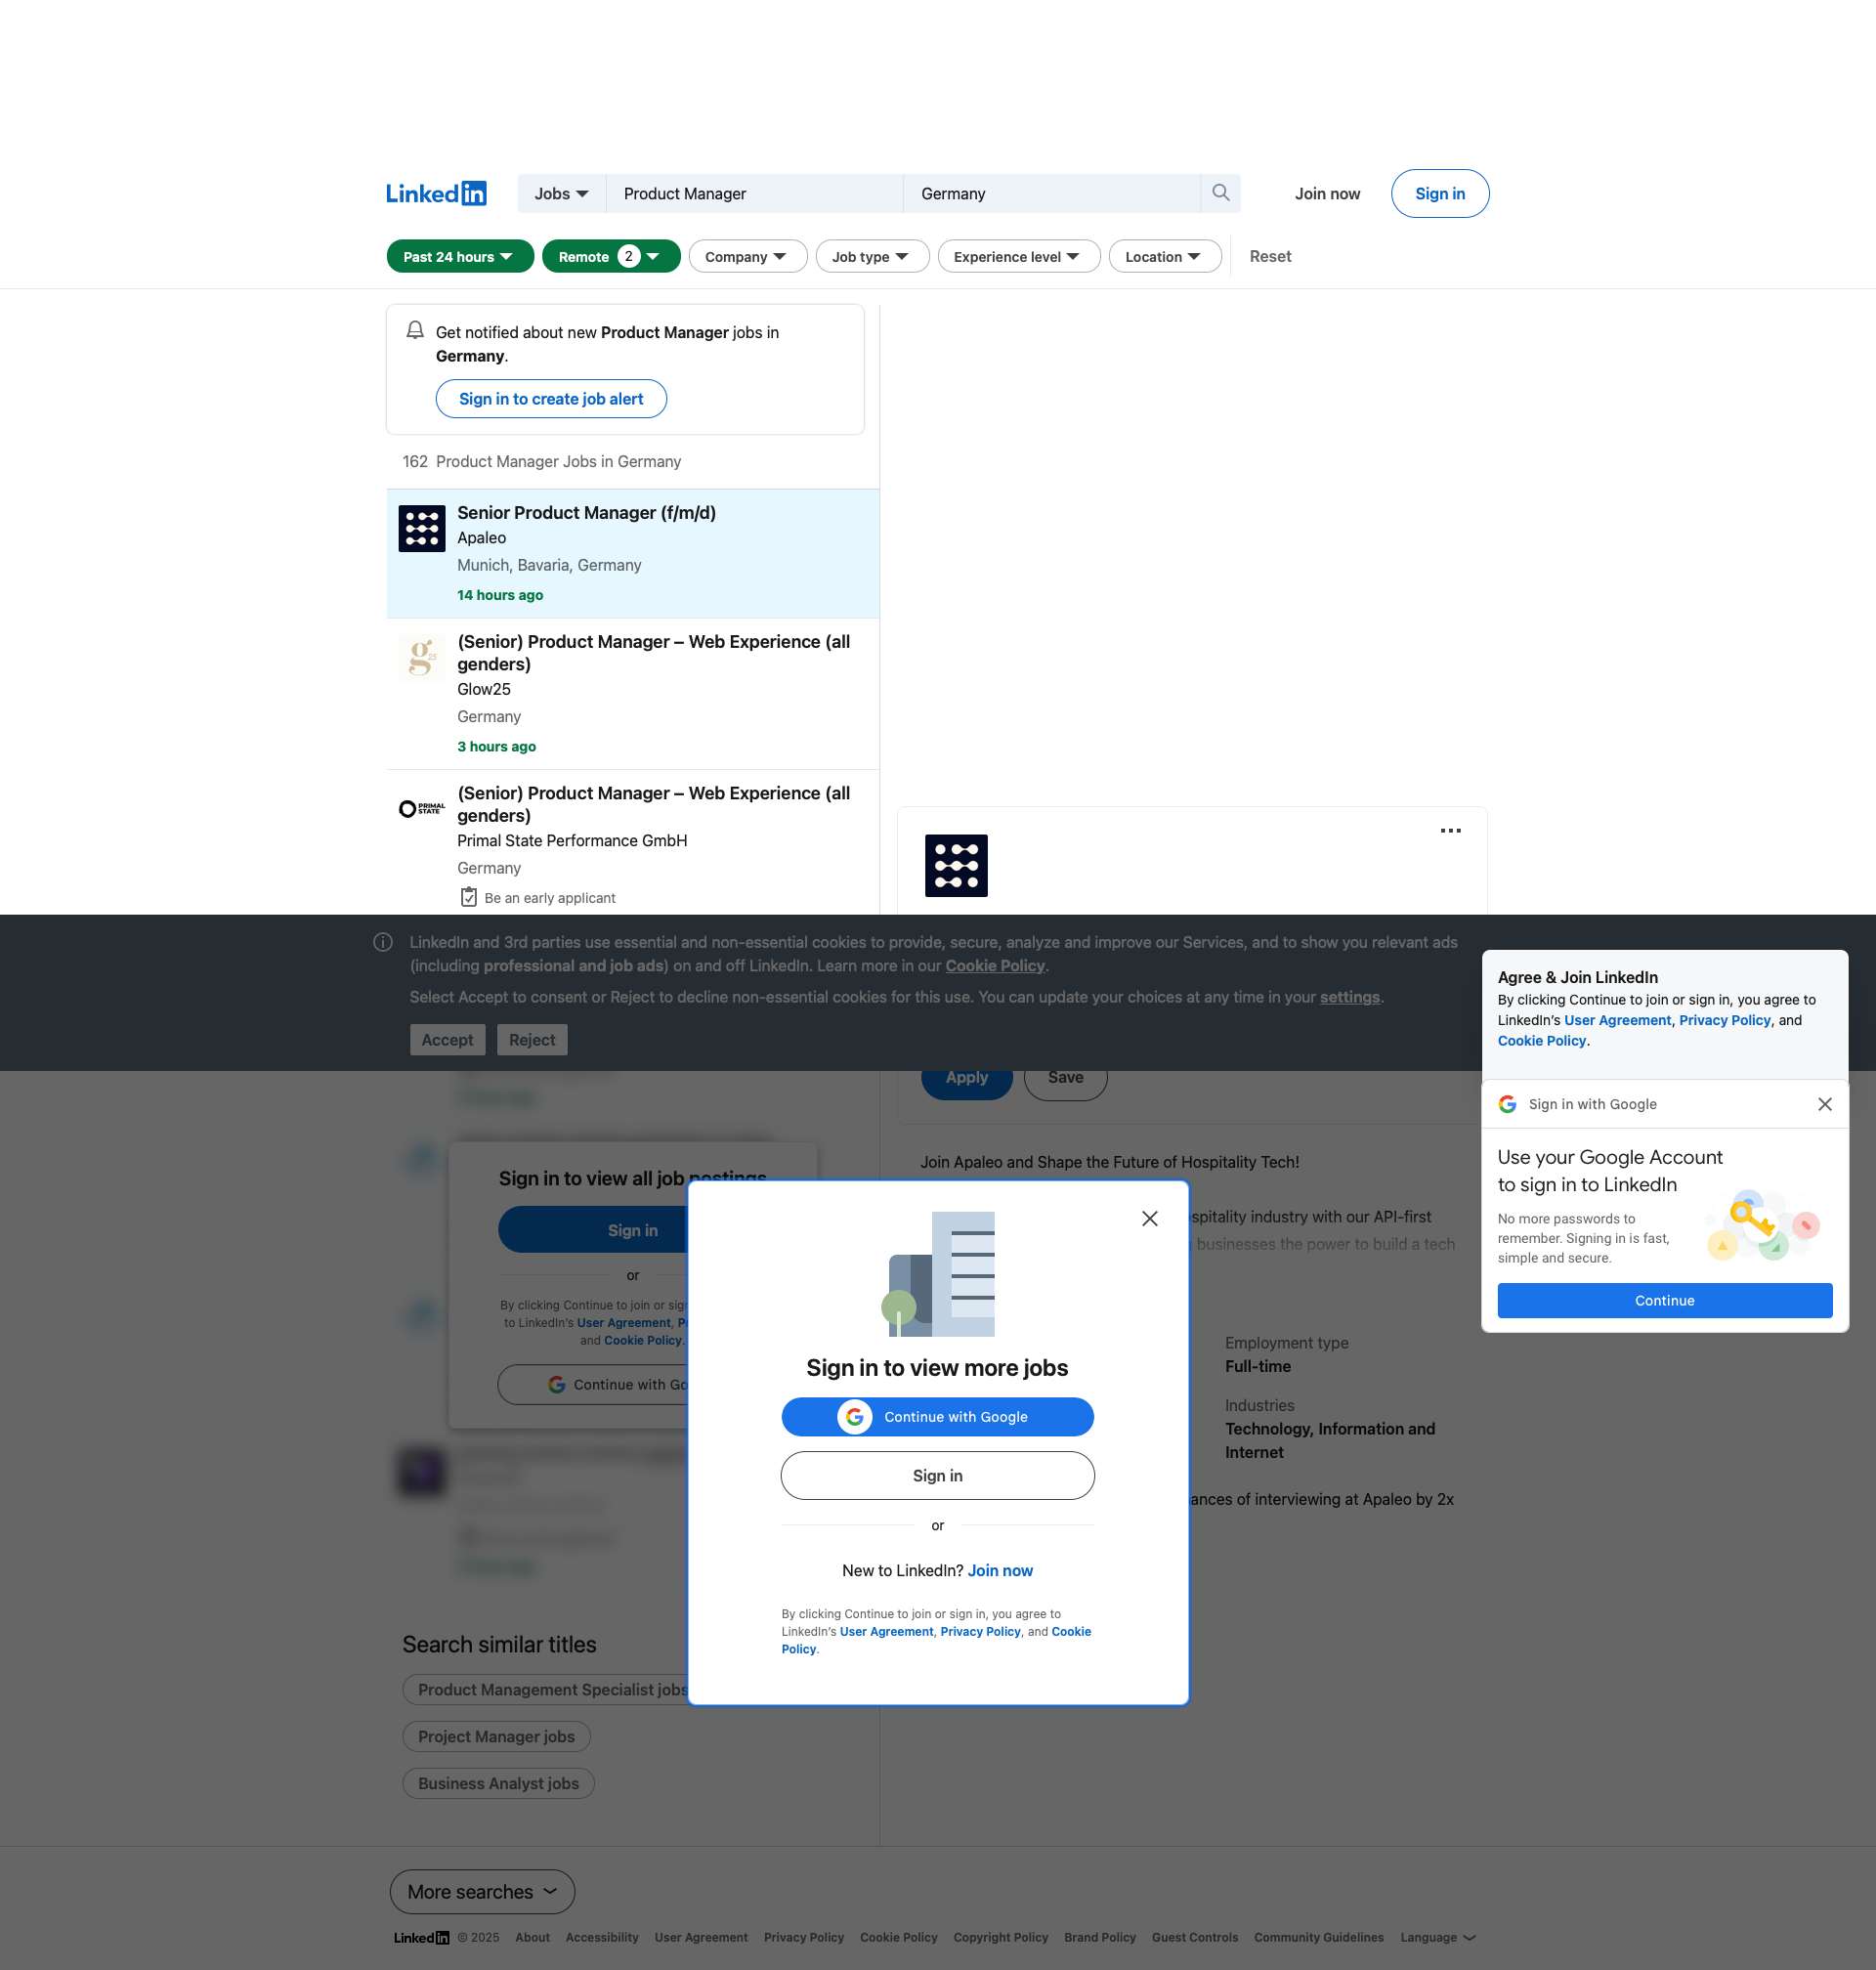 LinkedIn
Jobs
Product Manager
Germany
Join now
Sign in
Past 24 hours
Remote 2
Company
Job type
Experience level
Location
Reset
Get notified about new Product Manager jobs in
Germany.
Sign in to create job alert
162 Product Manager Jobs in Germany
Senior Product Manager (f/m/d)
Apaleo
Munich, Bavaria, Germany
14 hours ago
g25
(Senior) Product Manager – Web Experience (all
genders)
Glow25
Germany
3 hours ago
PRIMAL
STATE
(Senior) Product Manager – Web Experience (all
genders)
Primal State Performance GmbH
Germany
Be an early applicant
LinkedIn and 3rd parties use essential and non-essential cookies to provide, secure, analyze and improve our Services, and to show you relevant ads
(including professional and job ads) on and off LinkedIn. Learn more in our Cookie Policy.
Select Accept to consent or Reject to decline non-essential cookies for this use. You can update your choices at any time in your settings.
Accept
Reject
Agree & Join LinkedIn
By clicking Continue to join or sign in, you agree to
LinkedIn's User Agreement, Privacy Policy, and
Cookie Policy.
Sign in with Google
Use your Google Account
to sign in to LinkedIn
No more passwords to
remember. Signing in is fast,
simple and secure.
Continue
Apply
Save
Join Apaleo and Shape the Future of Hospitality Tech!
spitality industry with our API-first
businesses the power to build a tech
Employment type
Full-time
Industries
Technology, Information and
Internet
ances of interviewing at Apaleo by 2x
Sign in to view all job postings
Sign in
or
By clicking Continue to join or sig
to LinkedIn's User Agreement, P
and Cookie Policy.
Continue with Go
Sign in to view more jobs
Continue with Google
Sign in
or
New to LinkedIn? Join now
By clicking Continue to join or sign in, you agree to
LinkedIn's User Agreement, Privacy Policy, and Cookie
Policy.
Search similar titles
Product Management Specialist jobs
Project Manager jobs
Business Analyst jobs
More searches
LinkedIn © 2025 About Accessibility User Agreement Privacy Policy Cookie Policy Copyright Policy Brand Policy Guest Controls Community Guidelines Language